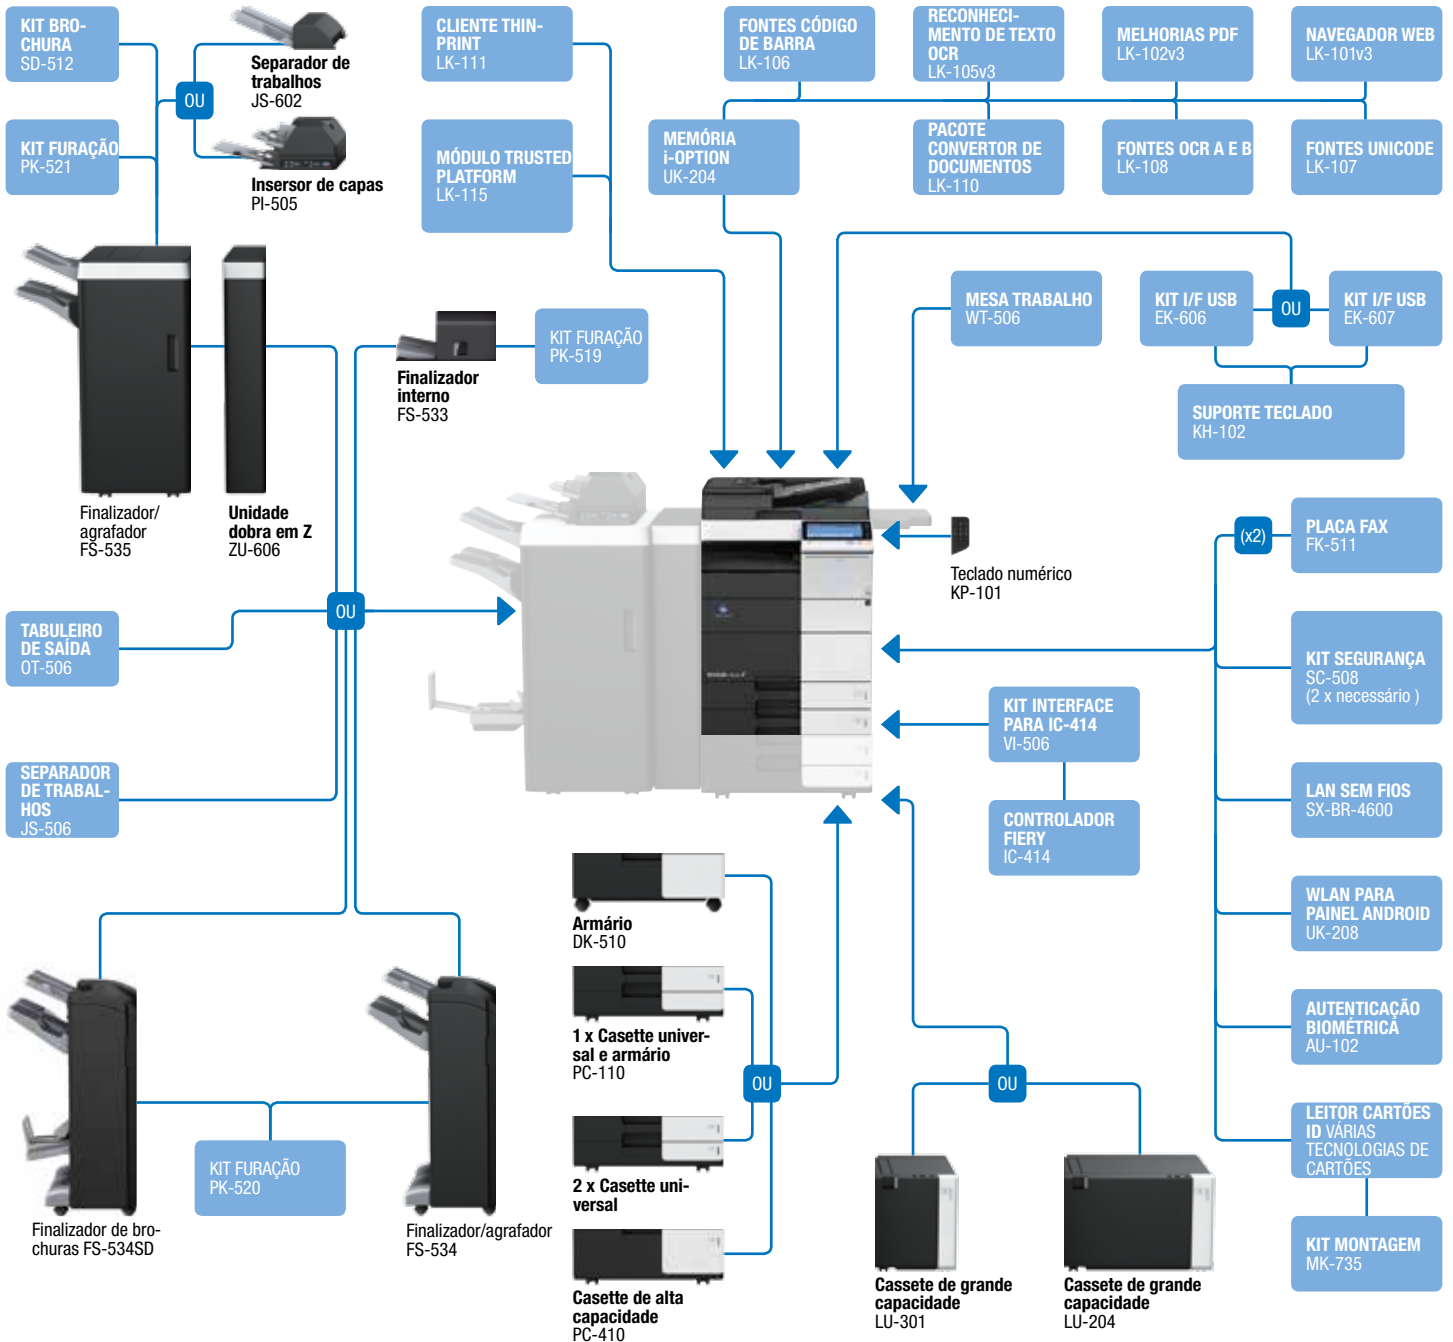 KIT BRO-
CHURA
SD-512
Separador de
trabalhos
JS-602
OU
KIT FURAÇÃO
PK-521
Insersor de capas
PI-505
CLIENTE THIN-
PRINT
LK-111
MÓDULO TRUSTED
PLATFORM
LK-115
FONTES CÓDIGO
DE BARRA
LK-106
RECONHECI-
MENTO DE TEXTO
OCR
LK-105v3
MELHORIAS PDF
LK-102v3
NAVEGADOR WEB
LK-101v3
MEMÓRIA
i-OPTION
UK-204
PACOTE
CONVERTOR DE
DOCUMENTOS
LK-110
FONTES OCR A E B
LK-108
FONTES UNICODE
LK-107
MESA TRABALHO
WT-506
KIT I/F USB
EK-606
OU
KIT I/F USB
EK-607
SUPORTE TECLADO
KH-102
Finalizador
interno
FS-533
KIT FURAÇÃO
PK-519
Finalizador/
agrafador
FS-535
Unidade
dobra em Z
ZU-606
Teclado numérico
KP-101
(x2)
PLACA FAX
FK-511
OU
TABULEIRO
DE SAÍDA
OT-506
KIT SEGURANÇA
SC-508
(2 x necessário )
KIT INTERFACE
PARA IC-414
VI-506
SEPARADOR
DE TRABAL-
HOS
JS-506
CONTROLADOR
FIERY
IC-414
LAN SEM FIOS
SX-BR-4600
Armário
DK-510
WLAN PARA
PAINEL ANDROID
UK-208
1 x Casette univer-
sal e armário
PC-110
AUTENTICAÇÃO
BIOMÉTRICA
AU-102
OU
OU
2 x Casette uni-
versal
LEITOR CARTÕES
ID VÁRIAS
TECNOLOGIAS DE
CARTÕES
KIT FURAÇÃO
PK-520
Finalizador de bro-
churas FS-534SD
Finalizador/agrafador
FS-534
KIT MONTAGEM
MK-735
Casette de alta
capacidade
PC-410
Cassete de grande
capacidade
LU-301
Cassete de grande
capacidade
LU-204